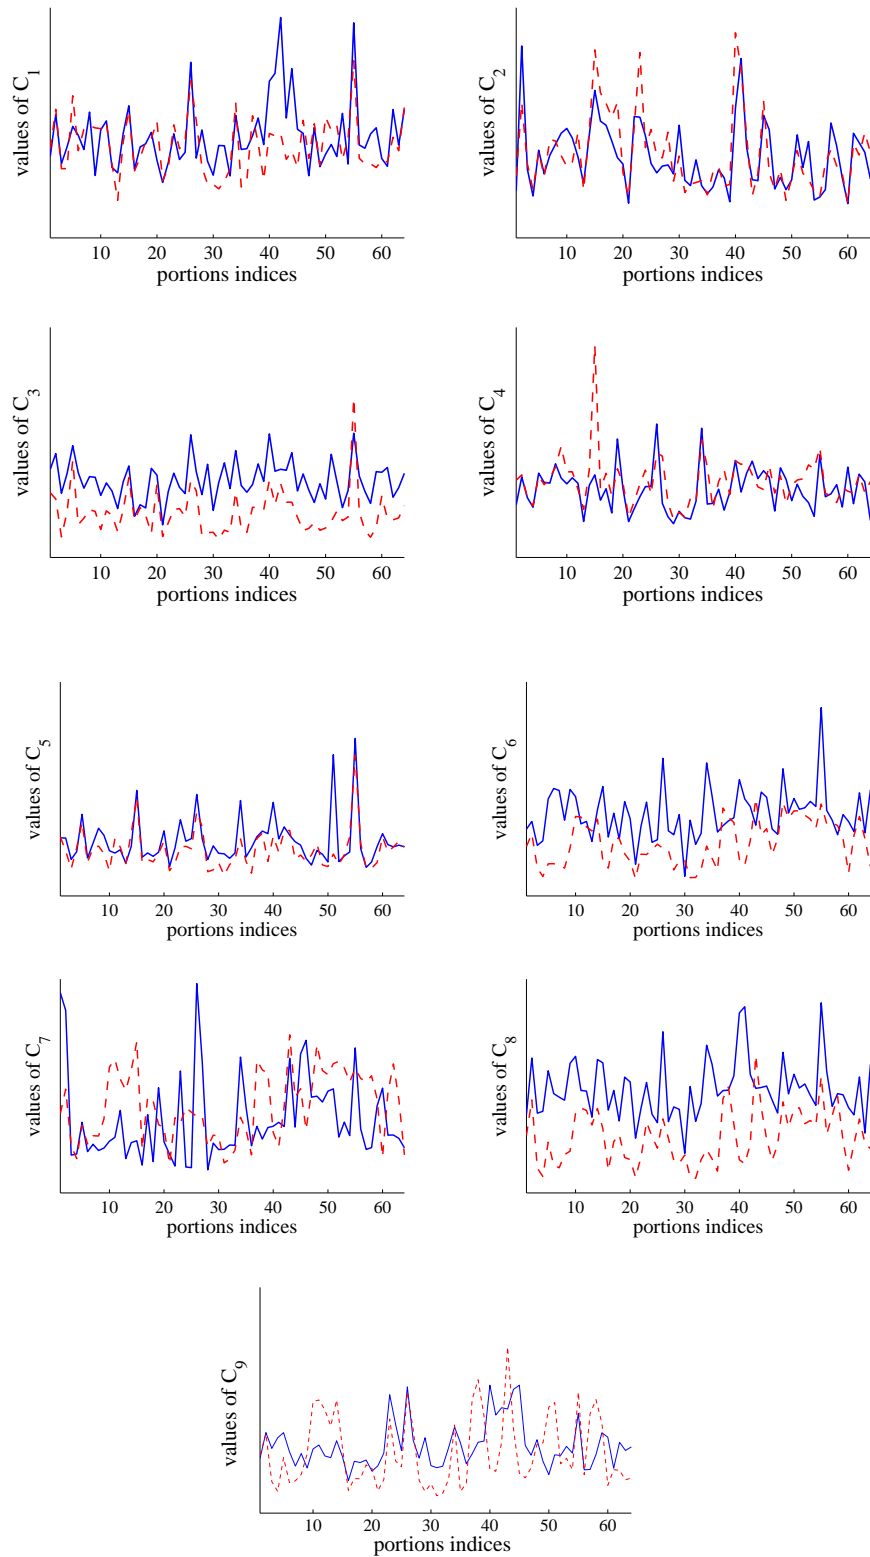 values of C1
10 20 30 40 50 60
portions indices
values of C2
10 20 30 40 50 60
portions indices
values of C3
10 20 30 40 50 60
portions indices
values of C4
10 20 30 40 50 60
portions indices
values of C5
10 20 30 40 50 60
portions indices
values of C6
10 20 30 40 50 60
portions indices
values of C7
10 20 30 40 50 60
portions indices
values of C8
10 20 30 40 50 60
portions indices
values of C9
10 20 30 40 50 60
portions indices